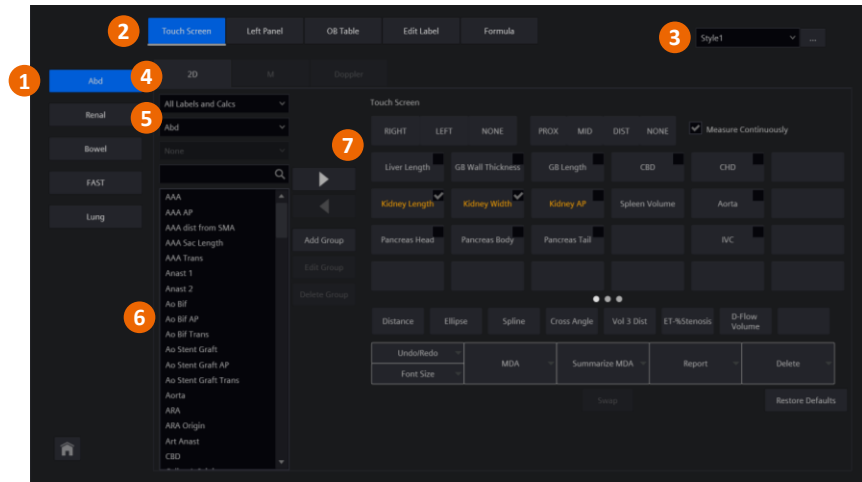 2 Touch Screen Left Panel OB Table Edit Label Formula 3 Style1 ...
1 Abd 4 2D M Doppler
Renal
Bowel
FAST
Lung
5 All Labels and Calcs
Abd
None
AAA
AAA AP
AAA dist from SMA
AAA Sac Length
AAA Trans
Anast 1
Anast 2
Ao Bif
6 Ao Bif AP
Ao Bif Trans
Ao Stent Graft
Ao Stent Graft AP
Ao Stent Graft Trans
Aorta
ARA
ARA Origin
Art Anast
CBD
Add Group
Edit Group
Delete Group
Touch Screen
7 RIGHT LEFT NONE PROX MID DIST NONE Measure Continuously
Liver Length GB Wall Thickness GB Length CBD CHD
Kidney Length Kidney Width Kidney AP Spleen Volume Aorta
Pancreas Head Pancreas Body Pancreas Tail IVC
Distance Ellipse Spline Cross Angle Vol 3 Dist ET-%Stenosis D-Flow Volume
Undo/Redo MDA Summarize MDA Report Delete
Font Size
Swap Restore Defaults